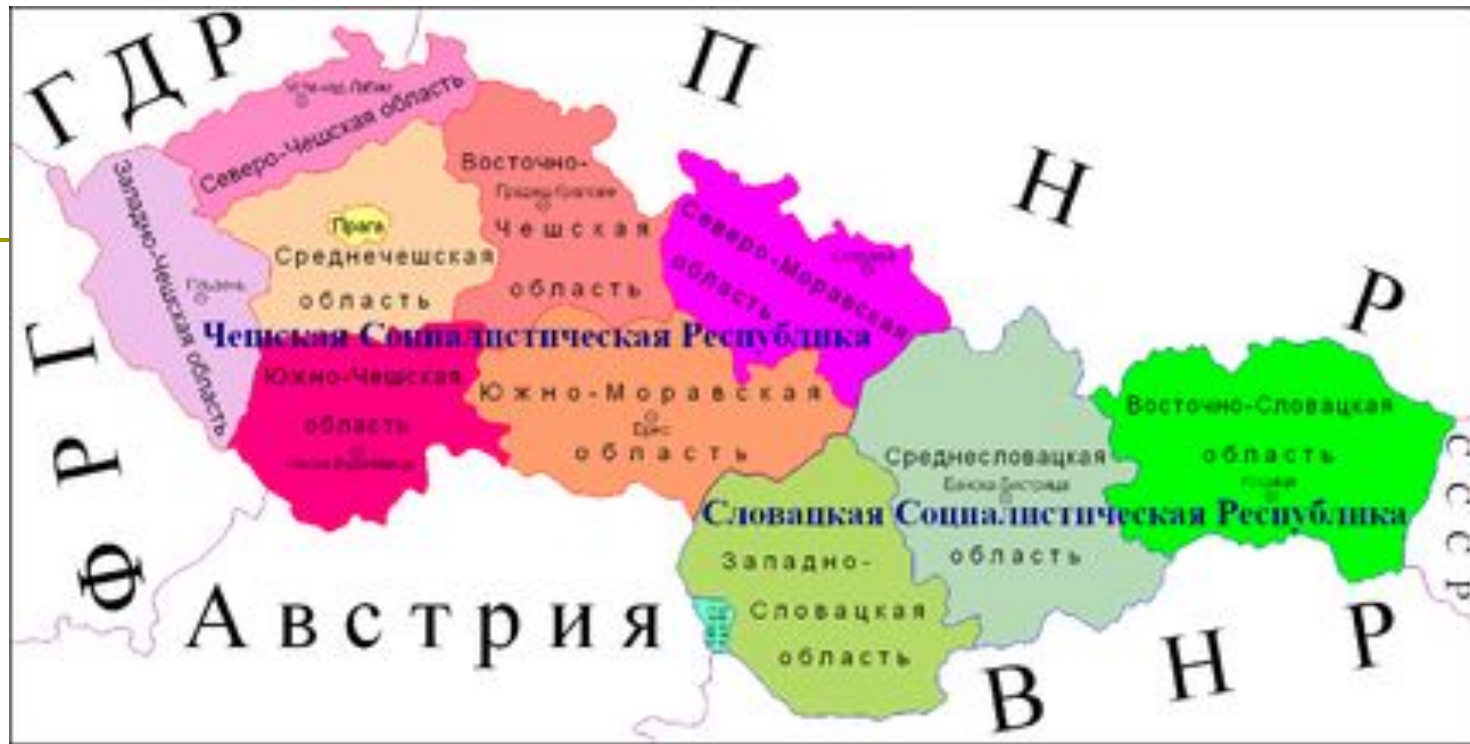 ГДР
ПНР
Северо-Чешская область
Западно-Чешская область
Прага
Среднечешская
область
Восточно-
Чешская
область
Северо-Моравская
область
Чешская Социалистическая Республика
Южно-Чешская
область
Южно-Моравская
область
ФРГ
Восточно-Словацкая
область
Среднесловацкая
Банска-Бистрица
Словацкая Социалистическая Республика
область
Западно-
Словацкая
область
СССР
Австрия
ВНР